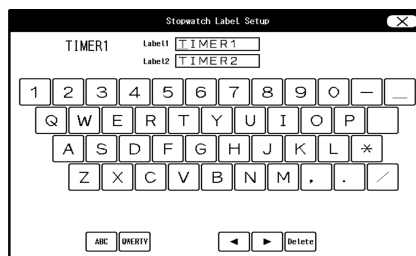 Stopwatch Label Setup
TIMER1 Label1 TIMER1
Label2 TIMER2
1 2 3 4 5 6 7 8 9 0 - _
Q W E R T Y U I O P
A S D F G H J K L *
Z X C V B N M , . /
ABC QWERTY ◄ ► Delete